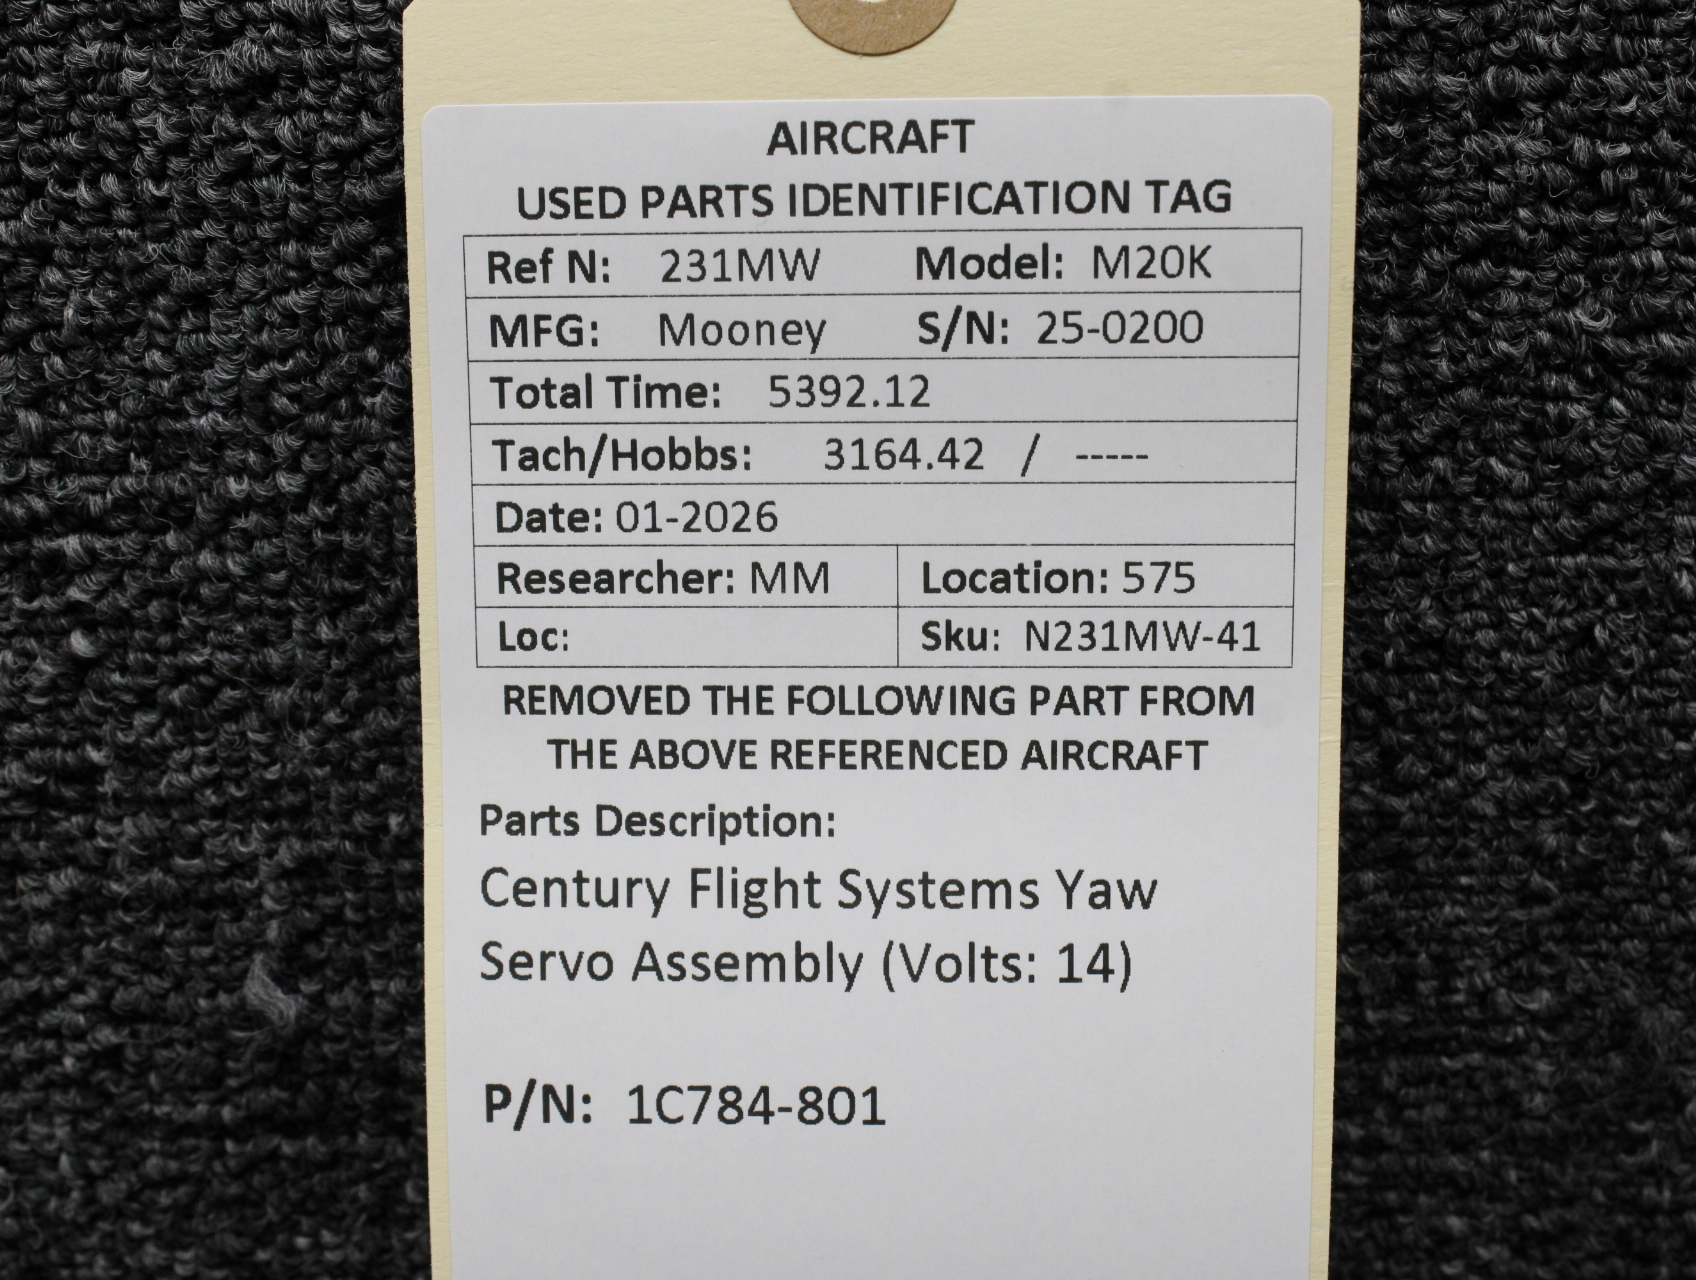 AIRCRAFT
USED PARTS IDENTIFICATION TAG
Ref N: 231MW Model: M20K
MFG: Mooney S/N: 25-0200
Total Time: 5392.12
Tach/Hobbs: 3164.42 / -----
Date: 01-2026
Researcher: MM Location: 575
Loc: Sku: N231MW-41
REMOVED THE FOLLOWING PART FROM
THE ABOVE REFERENCED AIRCRAFT
Parts Description:
Century Flight Systems Yaw
Servo Assembly (Volts: 14)
P/N: 1C784-801